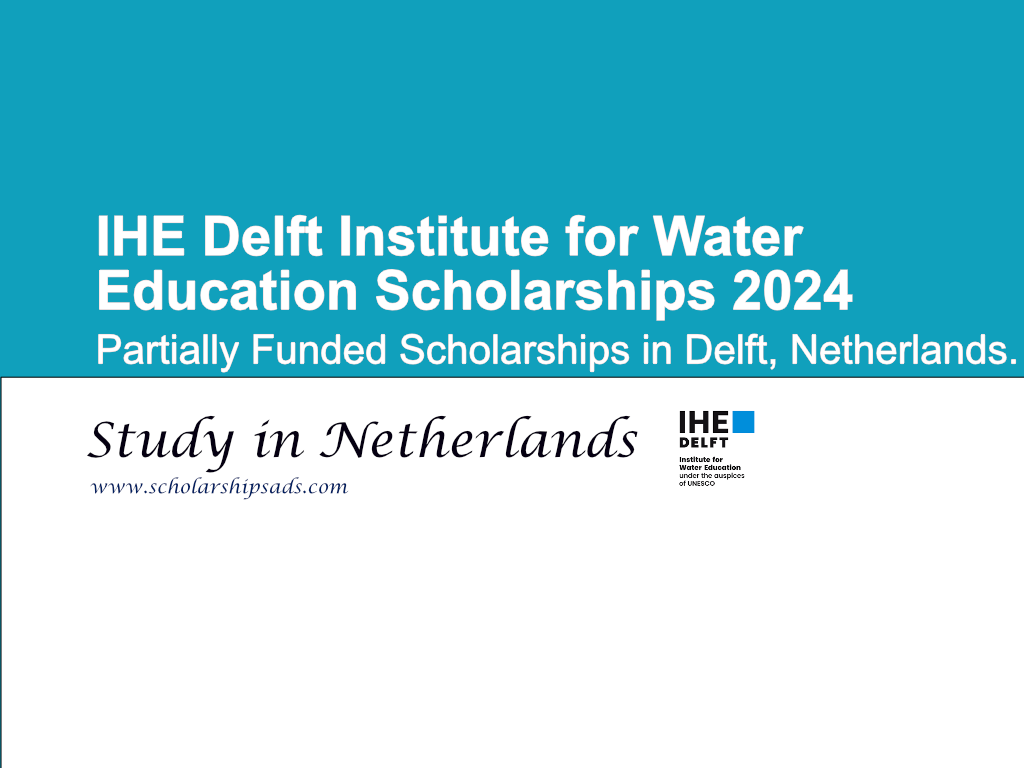 IHE Delft Institute for Water
Education Scholarships 2024
Partially Funded Scholarships in Delft, Netherlands.
Study in Netherlands
www.scholarshipsads.com
IHE
DELFT
Institute for
Water Education
under the auspices
of UNESCO